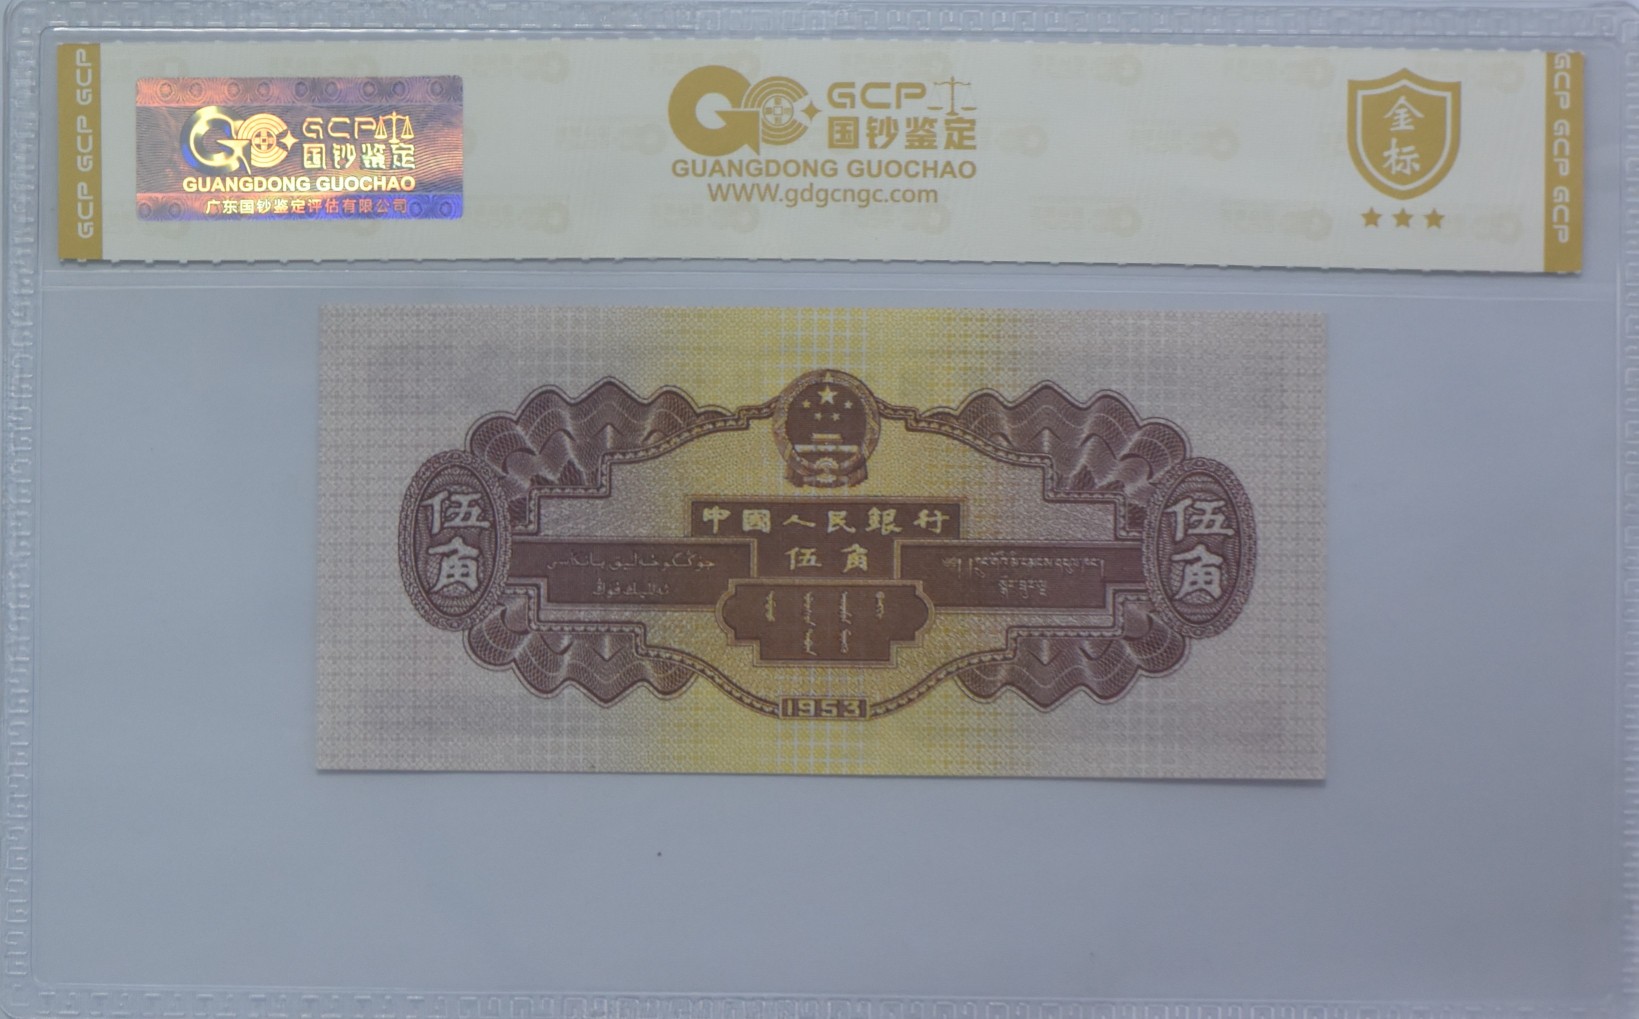 GCP GCP GCP
GCP
国钞鉴定
GUANGDONG GUOCHAO
广东国钞鉴定评估有限公司
GCP
国钞鉴定
GUANGDONG GUOCHAO
WWW.gdgcngc.com
金
标
GCP GCP GCP
中國人民銀行
伍角
伍角
伍角
1953